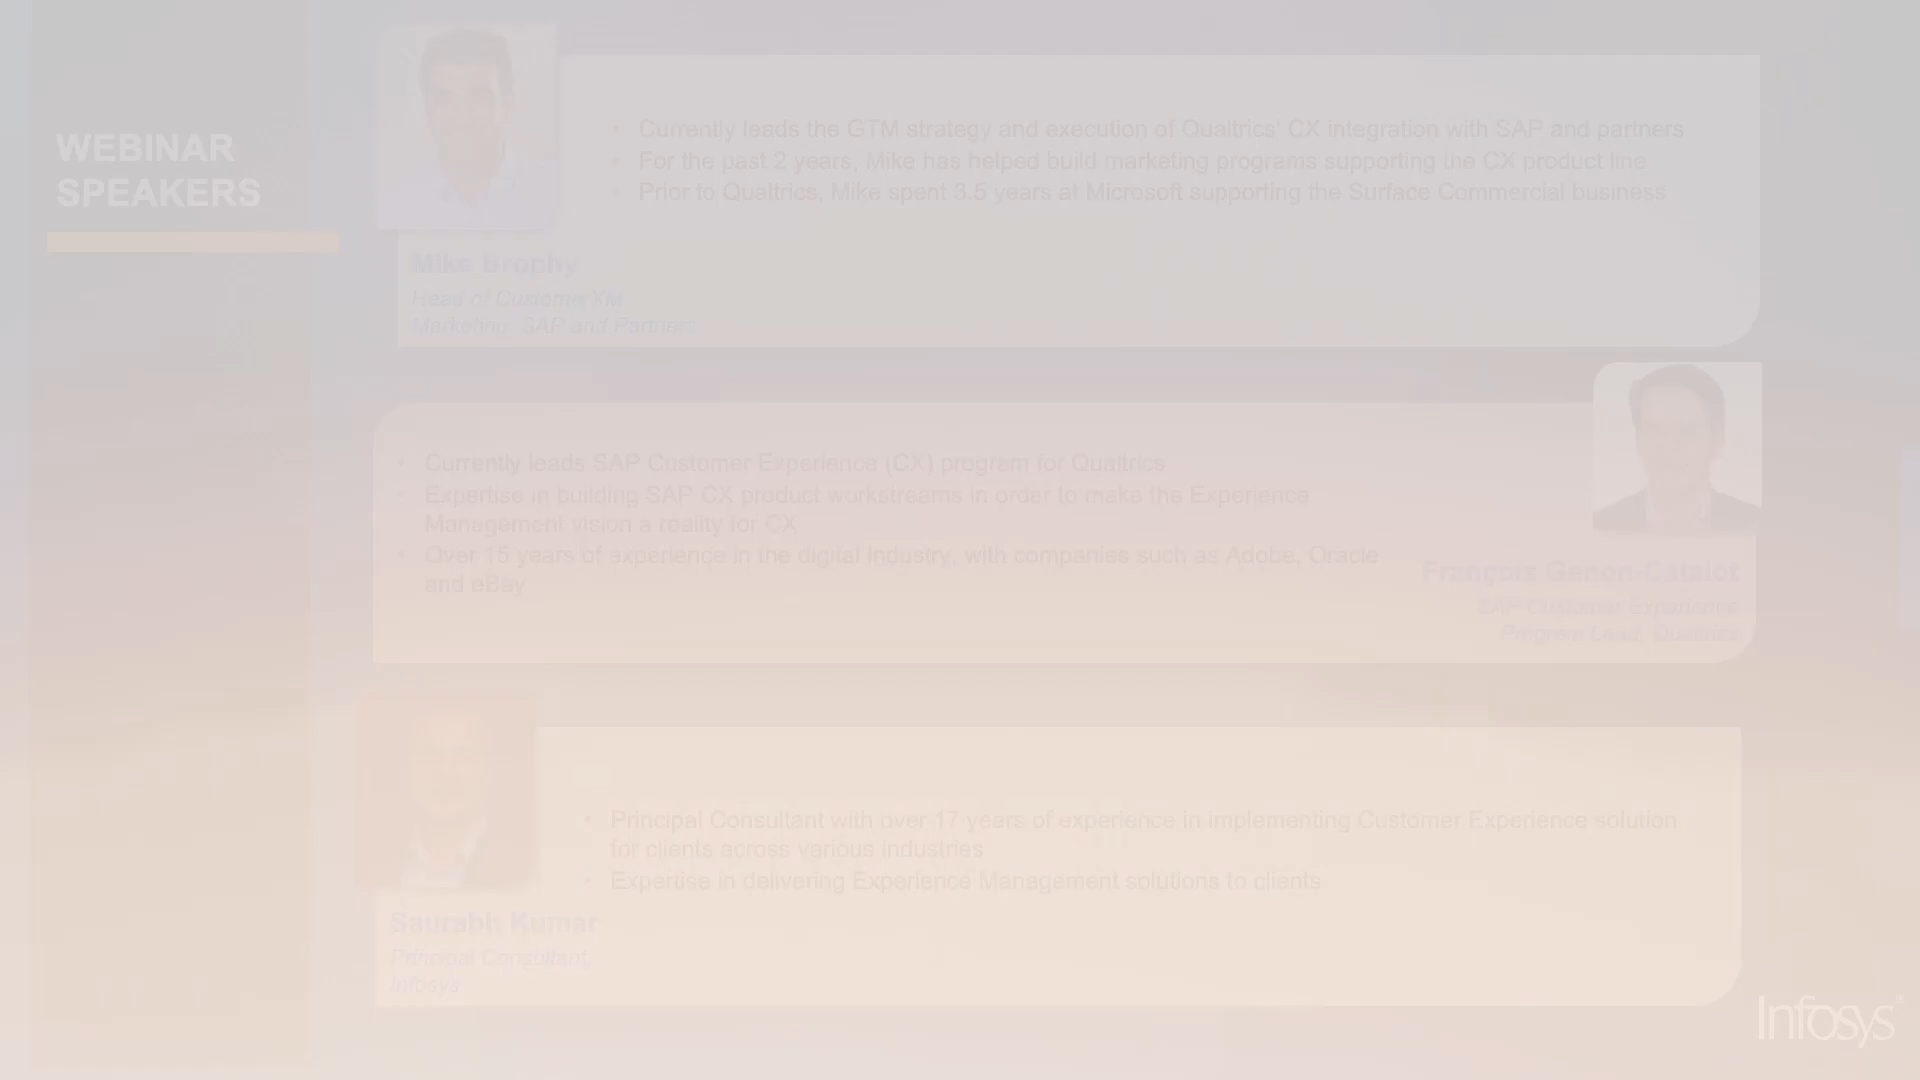 WEBINAR
SPEAKERS
• Currently leads the GTM strategy and execution of Qualtrics' CX integration with SAP and partners
• For the past 2 years, Mike has helped build marketing programs supporting the CX product line
• Prior to Qualtrics, Mike spent 3.5 years at Microsoft supporting the Surface Commercial business
Mike Brophy
Head of CustomerXM
Marketing, SAP and Partners
• Currently leads SAP Customer Experience (CX) program for Qualtrics
• Expertise in building SAP CX product workstreams in order to make the Experience
Management vision a reality for CX
• Over 15 years of experience in the digital industry, with companies such as Adobe, Oracle
and eBay
François Genon-Catalot
SAP Customer Experience
Program Lead, Qualtrics
• Principal Consultant with over 17 years of experience in implementing Customer Experience solution
for clients across various industries
• Expertise in delivering Experience Management solutions to clients
Saurabh Kumar
Principal Consultant,
Infosys
Infosys®